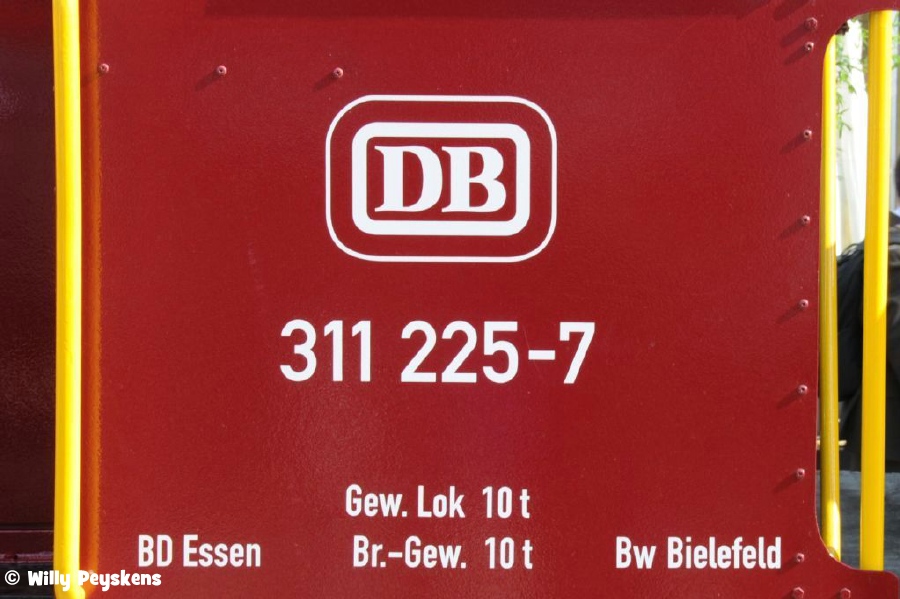 DB
311 225-7
Gew. Lok 10 t
BD Essen Br.-Gew. 10 t Bw Bielefeld
© Willy Peyskens